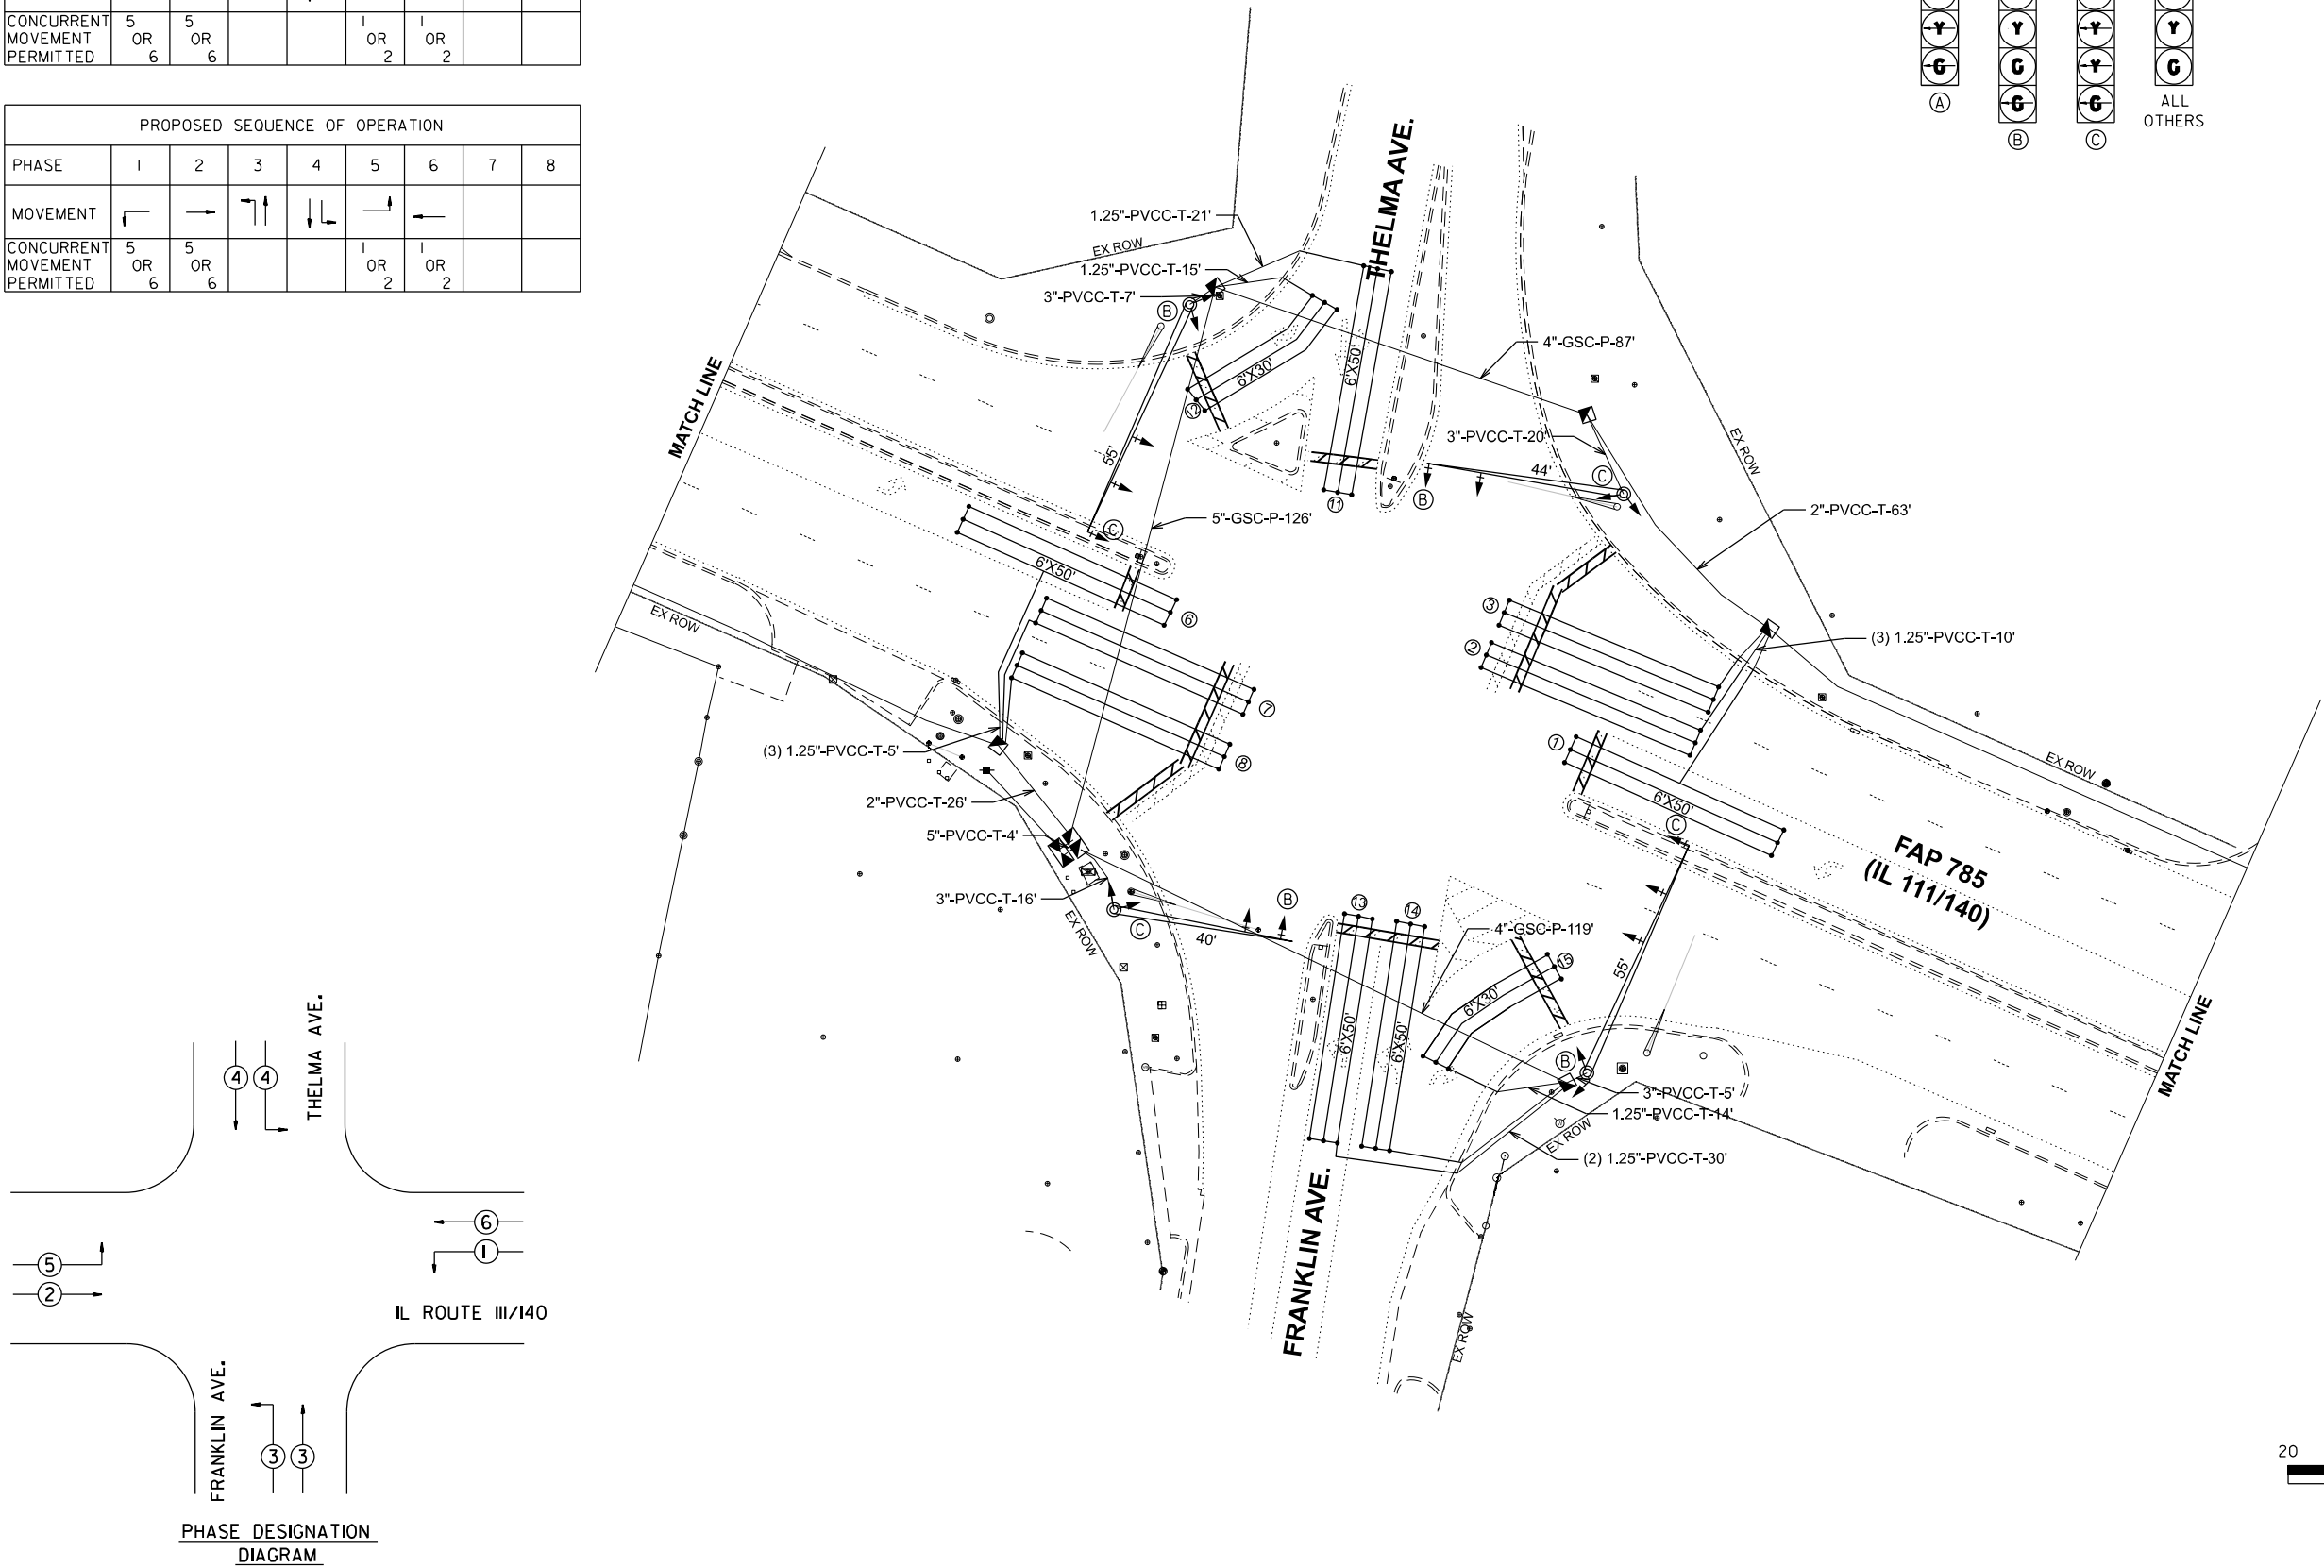 CONCURRENT 5 5 I I
MOVEMENT OR OR OR OR
PERMITTED 6 6 2 2
PROPOSED SEQUENCE OF OPERATION
PHASE I 2 3 4 5 6 7 8
MOVEMENT
CONCURRENT 5 5 I I
MOVEMENT OR OR OR OR
PERMITTED 6 6 2 2
Y Y Y Y
G G Y G
G G
A
B
C
ALL
OTHERS
THELMA AVE.
1.25"-PVCC-T-21'
EX ROW
1.25"-PVCC-T-15'
3"-PVCC-T-7'
B
4"-GSC-P-87'
6'X30'
6'X50'
12
MATCH LINE
55'
3"-PVCC-T-20'
44'
C
EX ROW
B
11
2"-PVCC-T-63'
5"-GSC-P-126'
C
6'X50'
6
3
2
(3) 1.25"-PVCC-T-10'
EX ROW
7
1
8
(3) 1.25"-PVCC-T-5'
EX ROW
6'X50'
2"-PVCC-T-26'
C
5"-PVCC-T-4'
FAP 785
(IL 111/140)
3"-PVCC-T-16'
EX ROW
C
40'
B
13
14
4"-GSC-P-119'
15
55'
6'X30'
6'X50'
6'X50'
MATCH LINE
B
3"-PVCC-T-5'
1.25"-PVCC-T-14'
EX ROW
(2) 1.25"-PVCC-T-30'
FRANKLIN AVE.
EX ROW
THELMA AVE.
4 4
6
I
5
2
IL ROUTE III/140
FRANKLIN AVE.
3 3
PHASE DESIGNATION
DIAGRAM
20